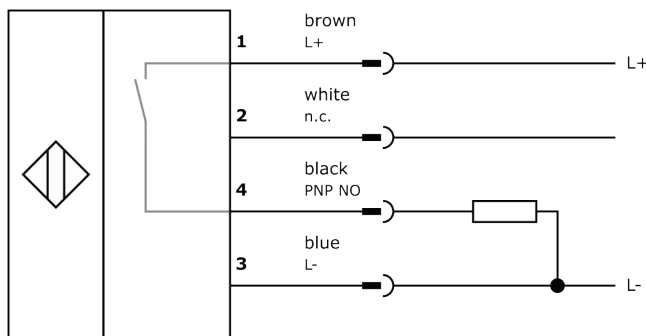 brown
1 L+
L+
white
2 n.c.
black
4 PNP NO
blue
3 L-
L-